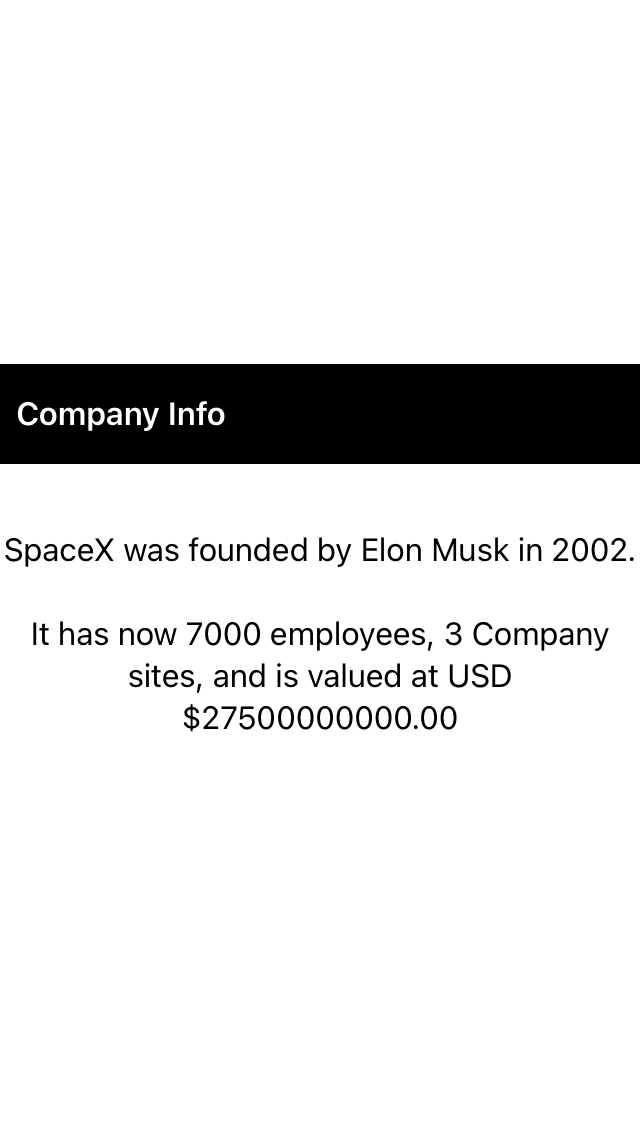 Company Info
SpaceX was founded by Elon Musk in 2002.
It has now 7000 employees, 3 Company
sites, and is valued at USD
$27500000000.00